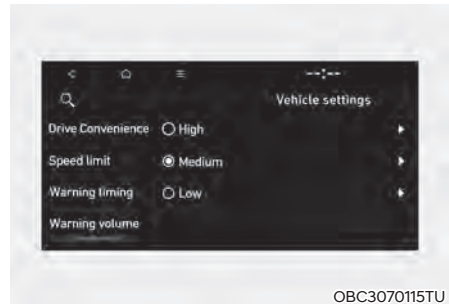 --:--
Vehicle settings
Drive Convenience High
Speed limit Medium
Warning timing Low
Warning volume
OBC3070115TU